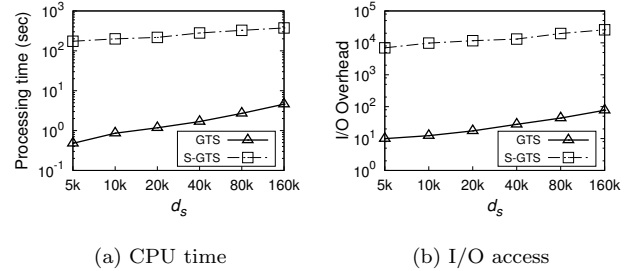 Processing time (sec)
10^3
10^2
10^1
10^0
10^-1
5k 10k 20k 40k 80k 160k
d_s
GTS
S-GTS
(a) CPU time
I/O Overhead
10^5
10^4
10^3
10^2
10^1
10^0
5k 10k 20k 40k 80k 160k
d_s
GTS
S-GTS
(b) I/O access